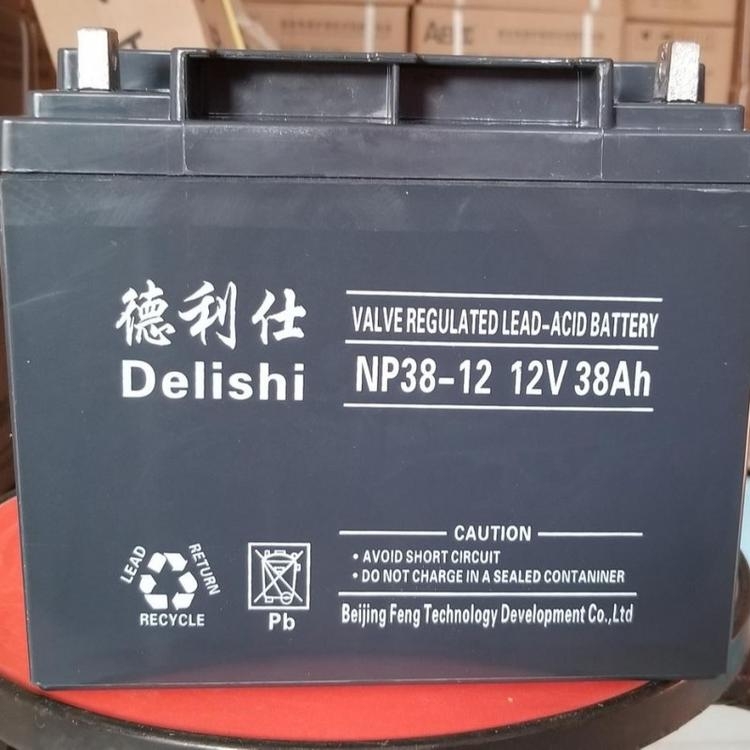 德利仕
Delishi
VALVE REGULATED LEAD-ACID BATTERY
NP38-12 12V 38Ah
LEAD
RETURN
RECYCLE
Pb
CAUTION
• AVOID SHORT CIRCUIT
• DO NOT CHARGE IN A SEALED CONTANINER
Beijing Feng Technology Development Co.,Ltd